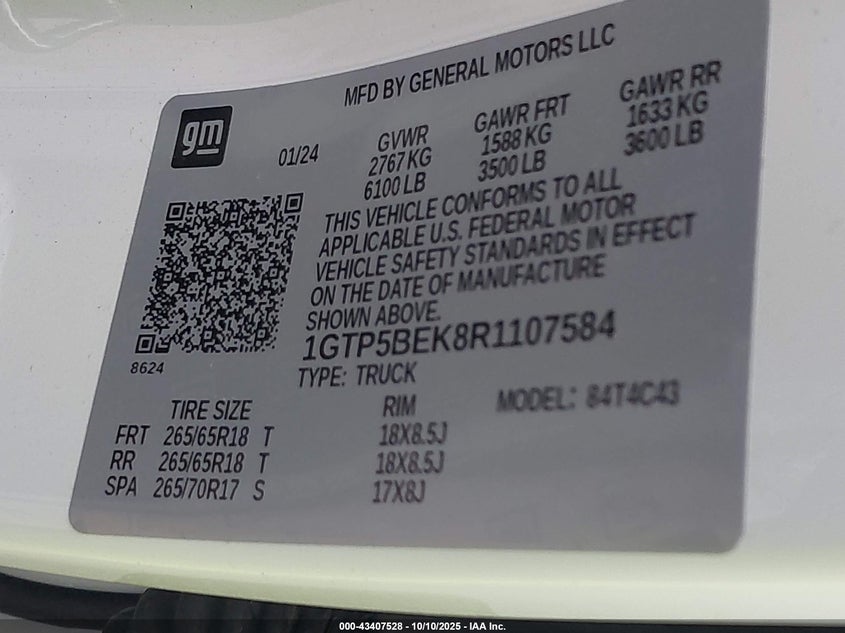 MFD BY GENERAL MOTORS LLC
gm
01/24
GVWR
2767 KG
6100 LB
GAWR FRT
1588 KG
3500 LB
GAWR RR
1633 KG
3600 LB
THIS VEHICLE CONFORMS TO ALL
APPLICABLE U.S. FEDERAL MOTOR
VEHICLE SAFETY STANDARDS IN EFFECT
ON THE DATE OF MANUFACTURE
SHOWN ABOVE.
8624
1GTP5BEK8R1107584
TYPE: TRUCK
MODEL: 84T4C43
TIRE SIZE RIM
FRT 265/65R18 T 18X8.5J
RR 265/65R18 T 18X8.5J
SPA 265/70R17 S 17X8J
000-43407528 - 10/10/2025 - IAA Inc.